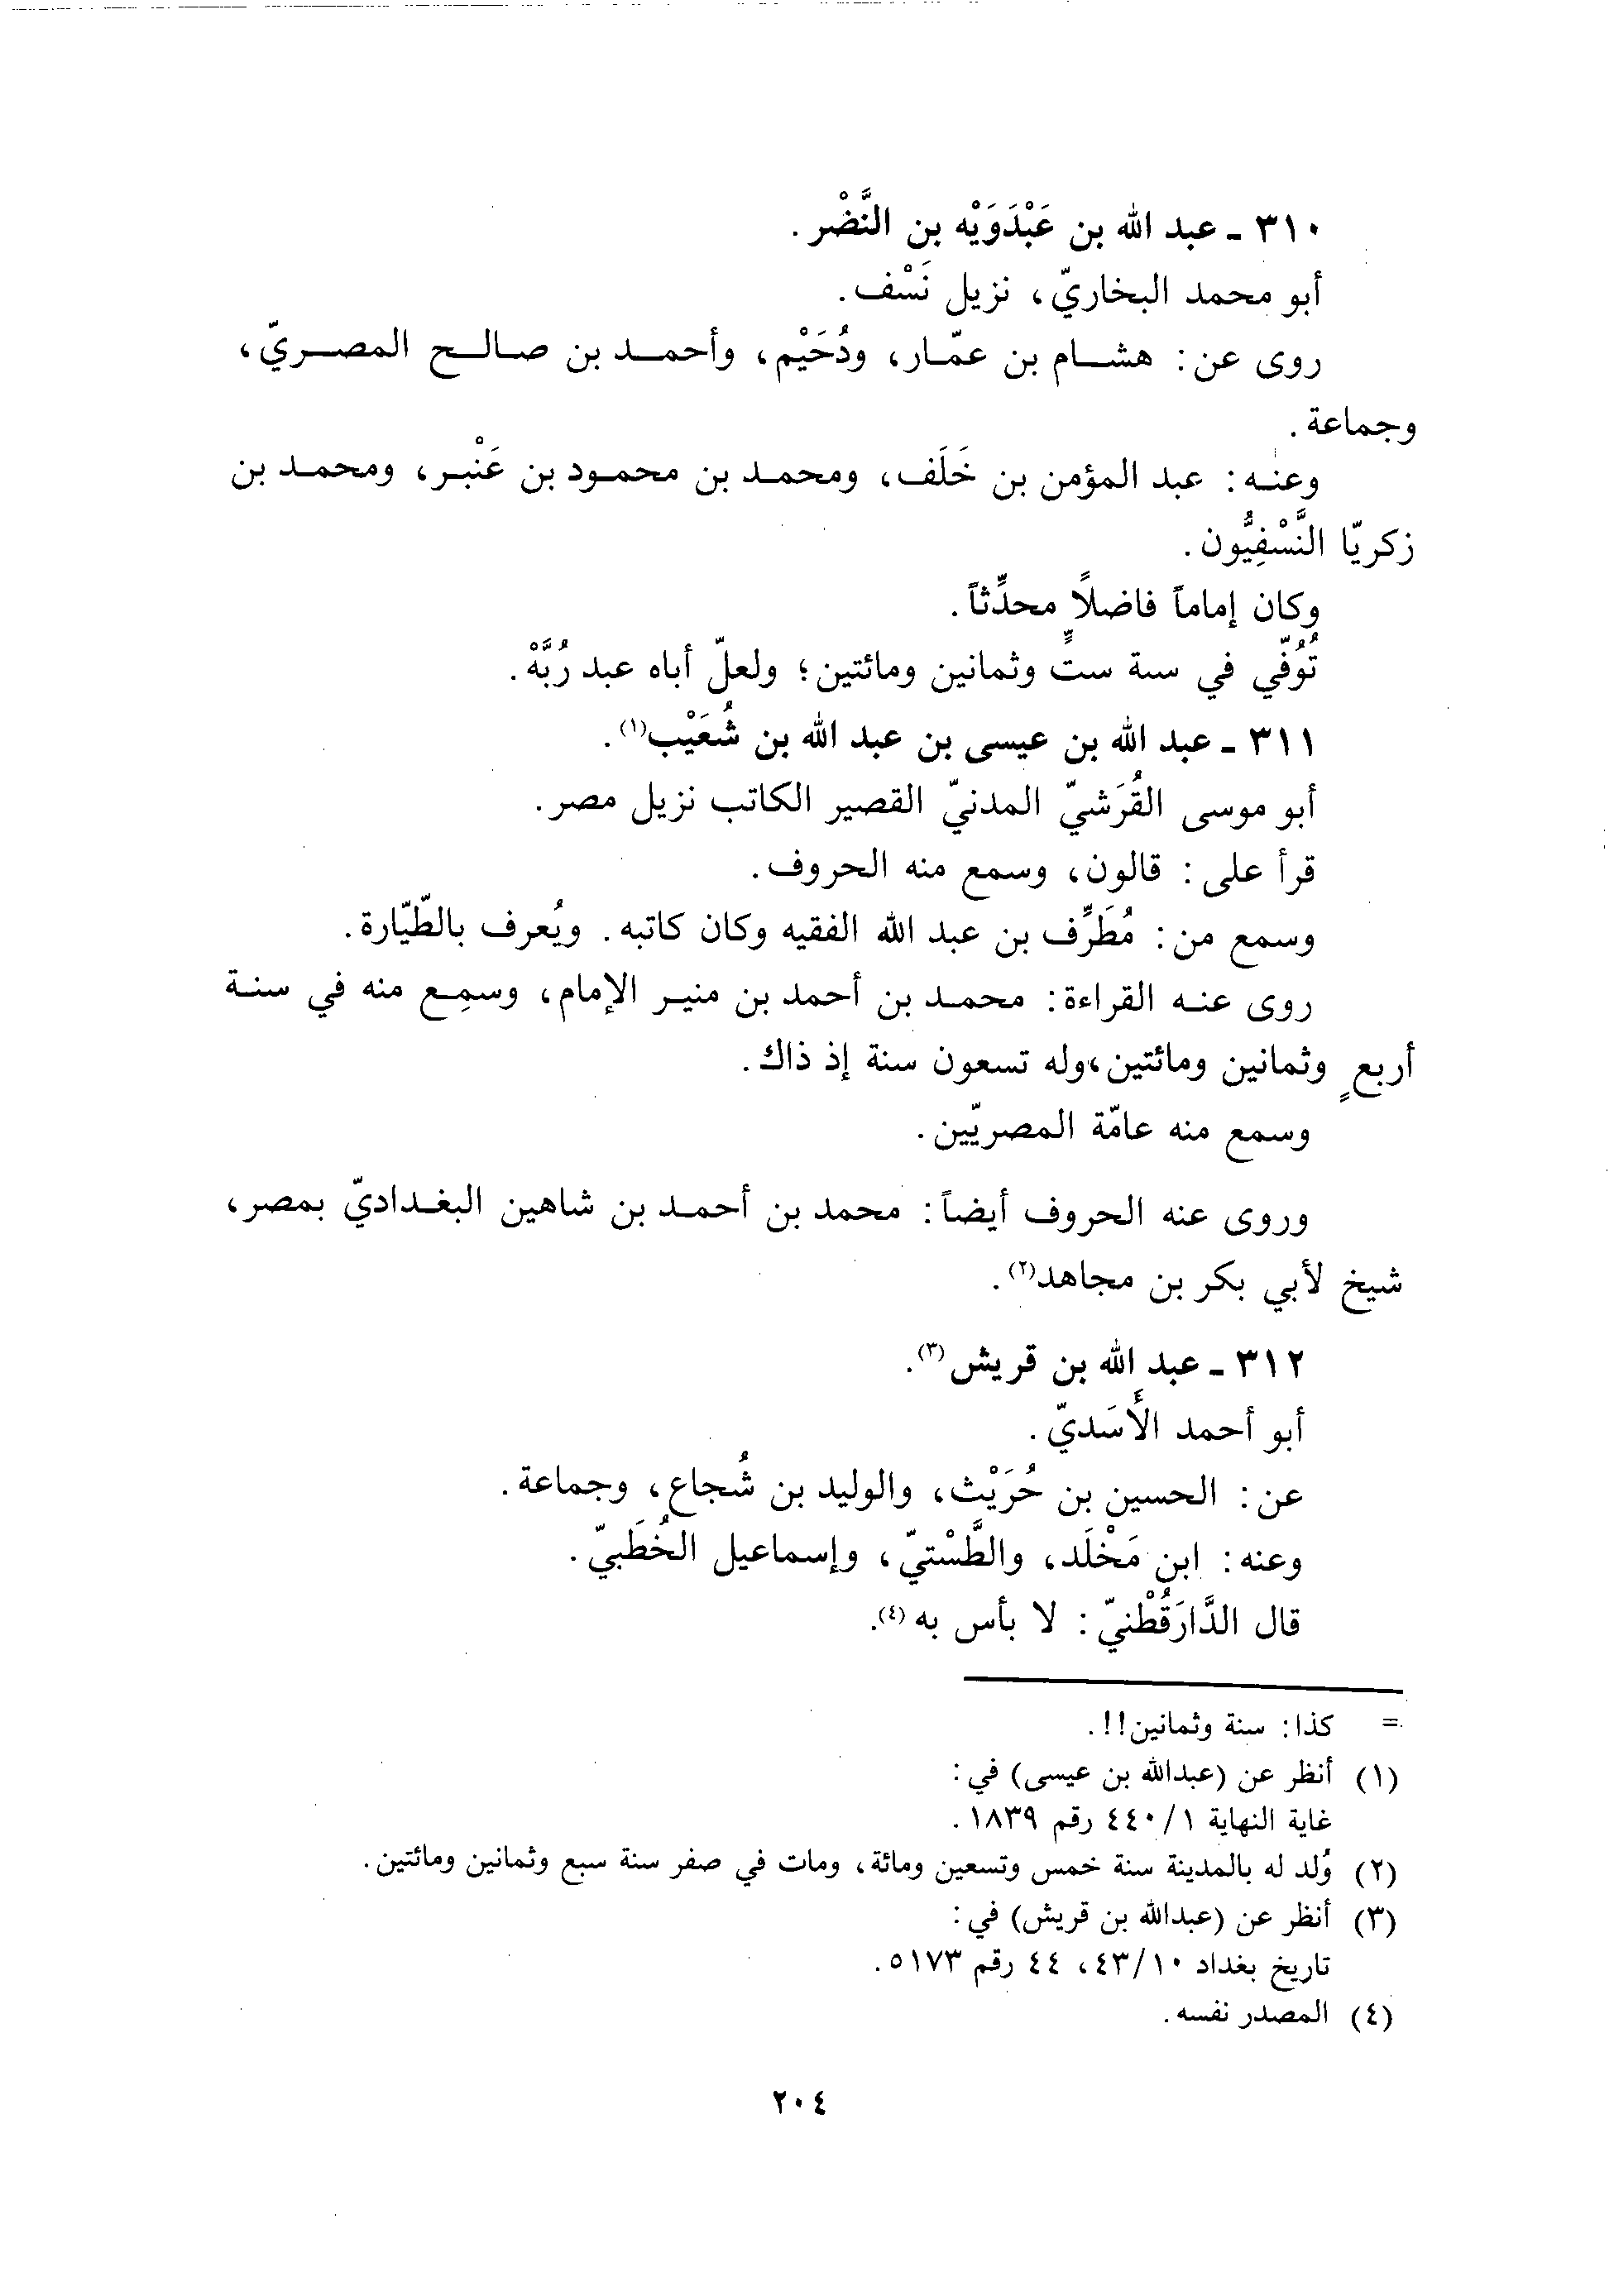 ٣١٠ ـ عبد الله بن عَبْدَوَيْه بن النَّضْر.
أبو محمد البخاريّ، نزيل نَسْف.
روى عن: هشام بن عمّار، ودُحَيْم، وأحمد بن صالح المصريّ،
وجماعة.
وعنه: عبد المؤمن بن خَلَف، ومحمد بن محمود بن عَنْبر، ومحمد بن
زكريّا النَّسْفِيُّون.
وكان إماماً فاضلاً محدِّثاً.
تُوُفّي في سنة ستٍّ وثمانين ومائتين؛ ولعلّ أباه عبد رُبَّهْ.
٣١١ ـ عبد الله بن عيسى بن عبد الله بن شُعَيْب(١).
أبو موسى القُرَشيّ المدنيّ القصير الكاتب نزيل مصر.
قرأ على: قالون، وسمع منه الحروف.
وسمع من: مُطَرِّف بن عبد الله الفقيه وكان كاتبه. ويُعرف بالطّيّارة.
روى عنه القراءة: محمد بن أحمد بن منير الإمام، وسمِع منه في سنة
أربعٍ وثمانين ومائتين،وله تسعون سنة إذ ذاك.
وسمع منه عامّة المصريّين.
وروى عنه الحروف أيضاً: محمد بن أحمد بن شاهين البغداديّ بمصر،
شيخ لأبي بكر بن مجاهد(٢).
٣١٢ ـ عبد الله بن قريش(٣).
أبو أحمد الأَسَديّ.
عن: الحسين بن حُرَيْث، والوليد بن شُجاع، وجماعة.
وعنه: ابن مَخْلَد، والطَّسْتيّ، وإسماعيل الخُطَبيّ.
قال الدَّارَقُطْنيّ: لا بأس به(٤).
= كذا: سنة وثمانين!!.
(١) أنظر عن (عبدالله بن عيسى) في:
غاية النهاية ١/٤٤٠ رقم ١٨٣٩.
(٢) وُلد له بالمدينة سنة خمس وتسعين ومائة، ومات في صفر سنة سبع وثمانين ومائتين.
(٣) أنظر عن (عبدالله بن قريش) في:
تاريخ بغداد ١٠/٤٣، ٤٤ رقم ٥١٧٣.
(٤) المصدر نفسه.
٢٠٤